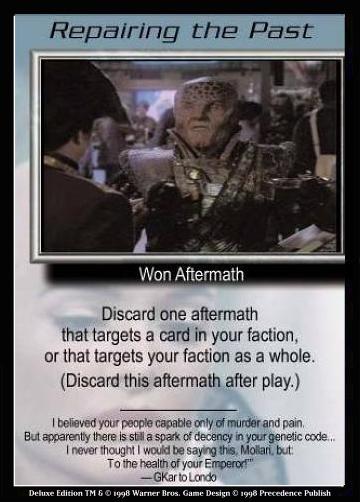 Repairing the Past
Won Aftermath
Discard one aftermath
that targets a card in your faction,
or that targets your faction as a whole.
(Discard this aftermath after play.)
I believed your people capable only of murder and pain.
But apparently there is still a spark of decency in your genetic code...
I never thought I would be saying this, Mollari, but:
To the health of your Emperor!'"
— GKar to Londo
Deluxe Edition TM & © 1998 Warner Bros. Game Design © 1998 Precedence Publish